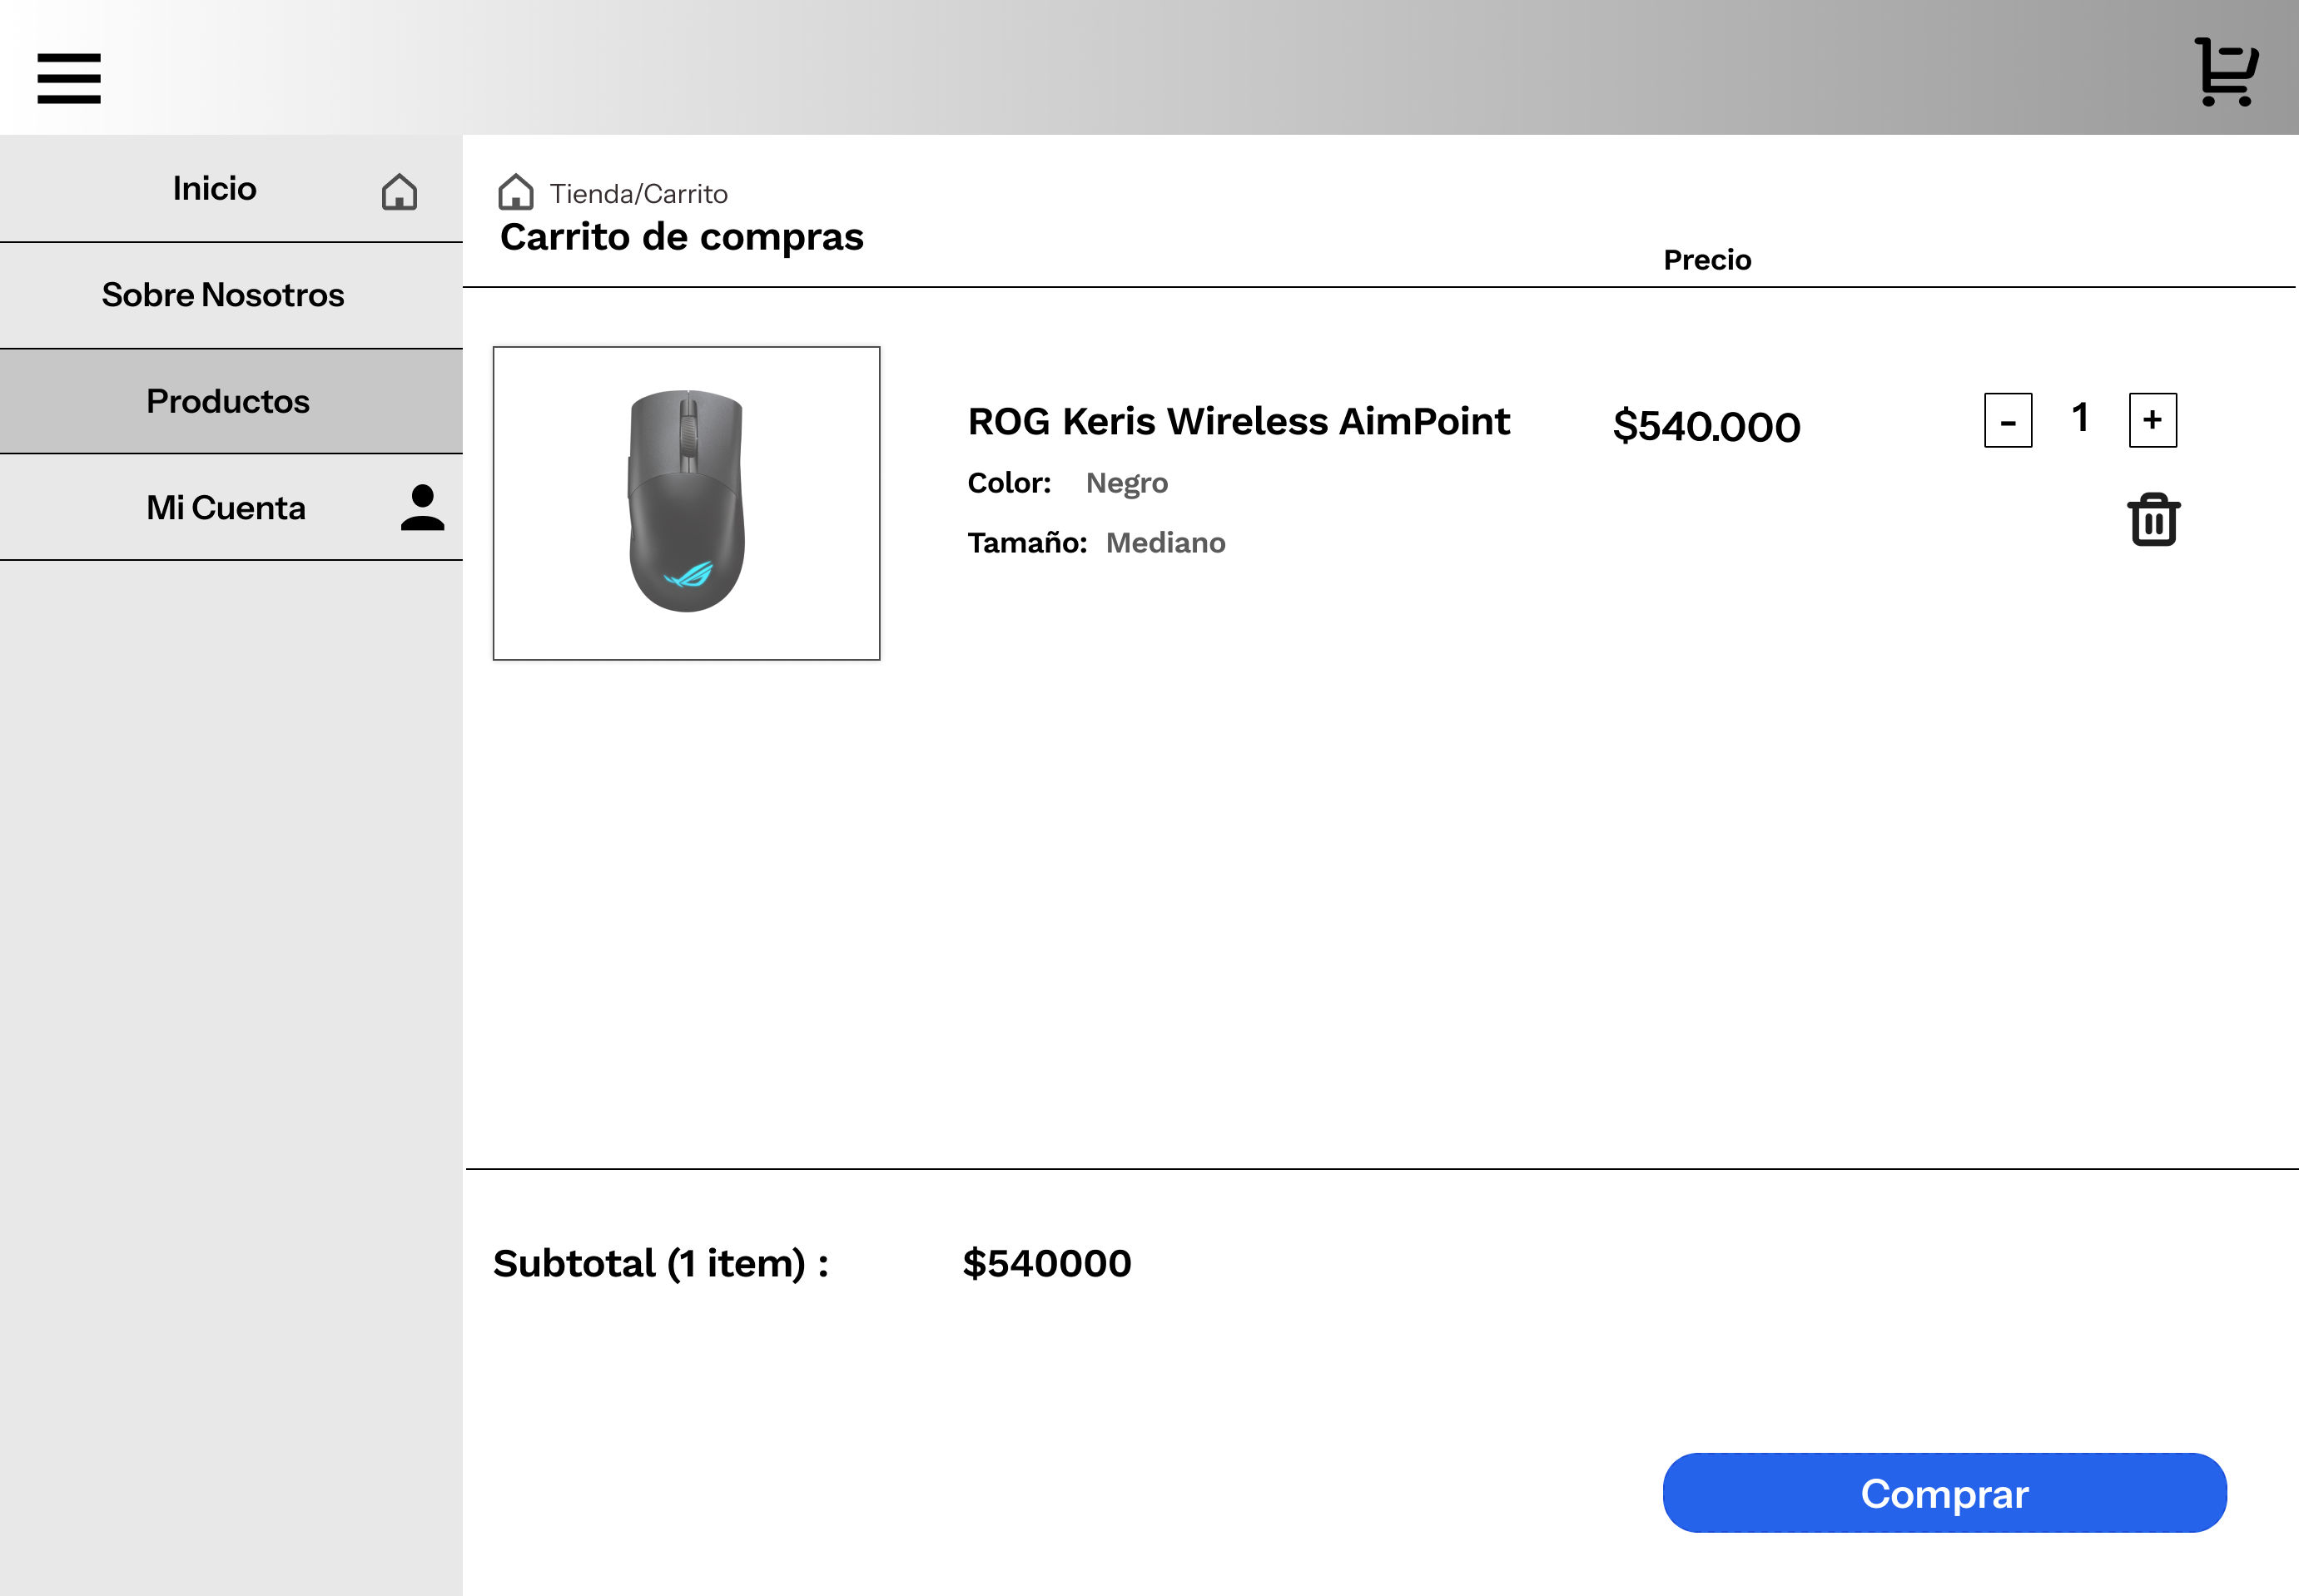 Inicio
Sobre Nosotros
Productos
Mi Cuenta
Tienda/Carrito
Carrito de compras
Precio
ROG Keris Wireless AimPoint
$540.000
- 1 +
Color: Negro
Tamaño: Mediano
Subtotal (1 item) : $540000
Comprar